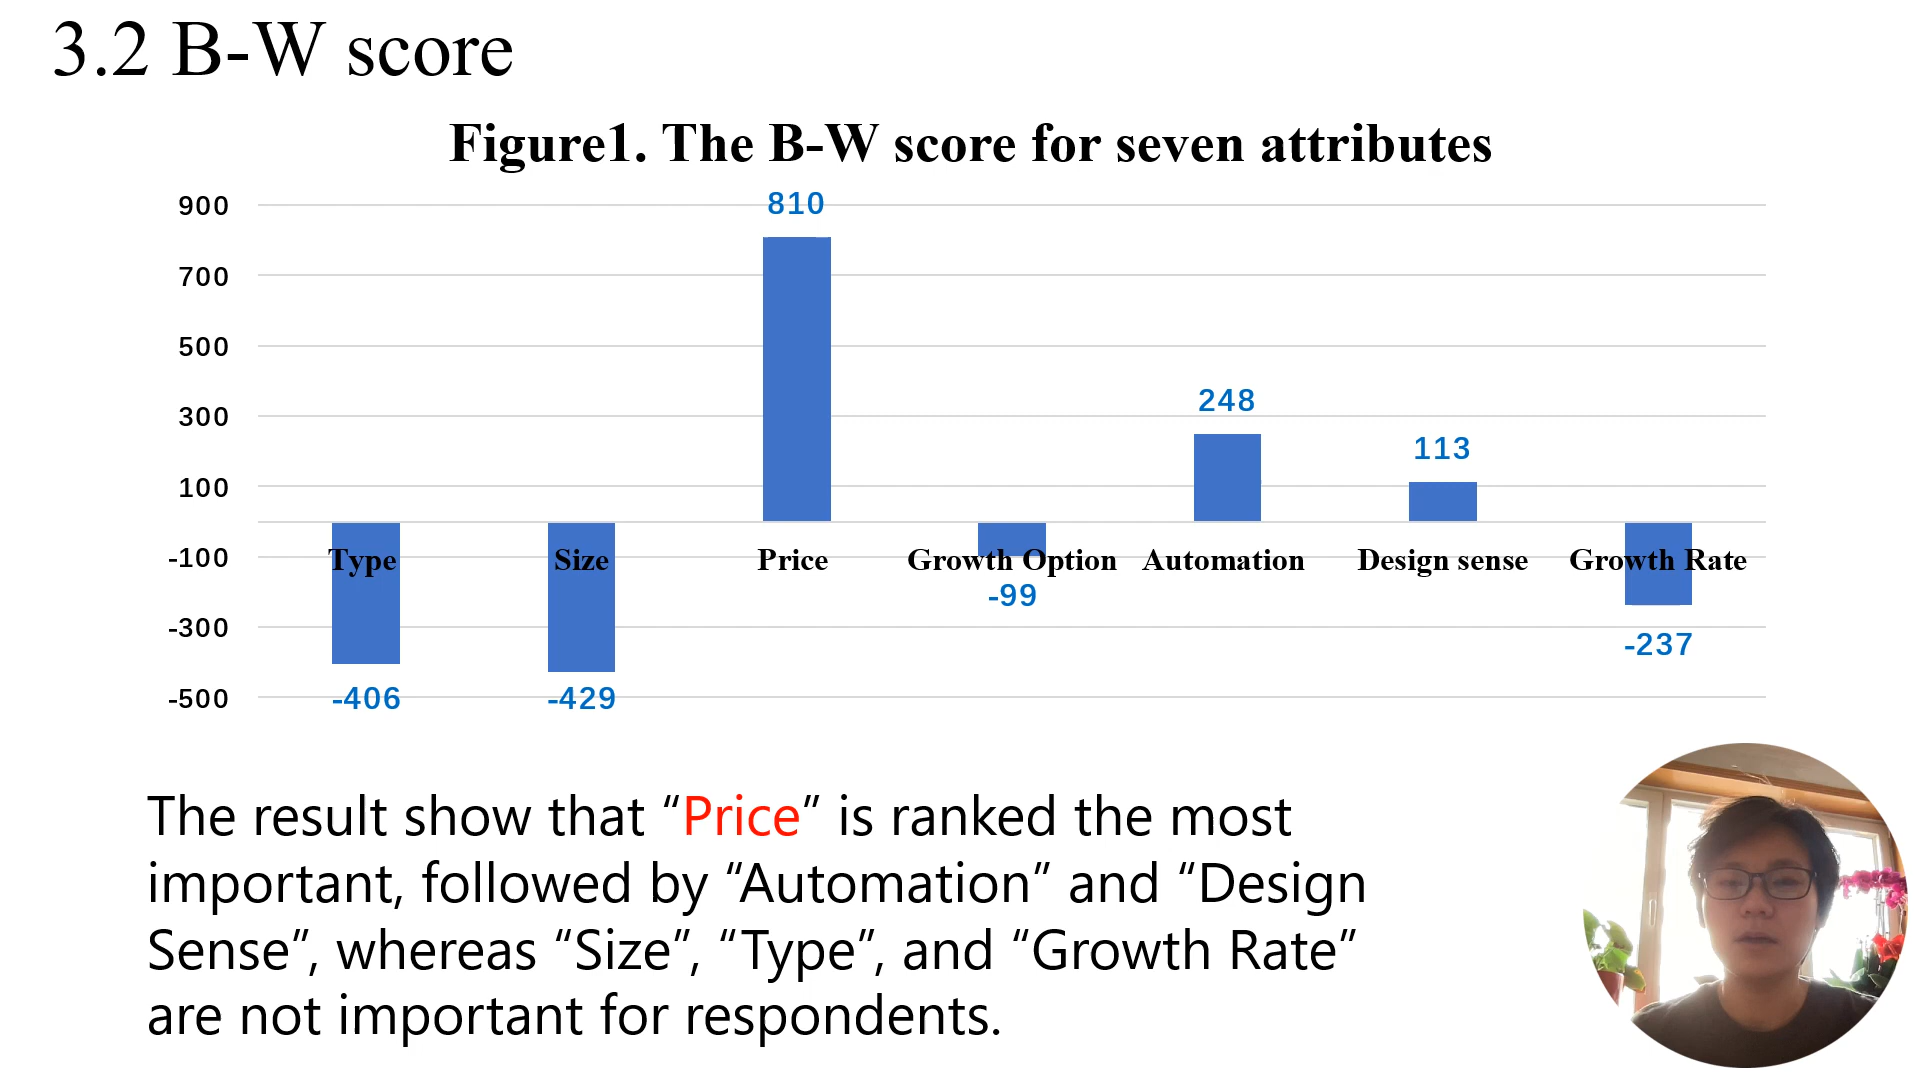 3.2 B-W score
Figure1. The B-W score for seven attributes
900
700
500
300
100
-100
-300
-500
810
248
113
-99
-237
-406
-429
Type
Size
Price
Growth Option
Automation
Design sense
Growth Rate
The result show that “Price” is ranked the most
important, followed by “Automation” and “Design
Sense”, whereas “Size”, “Type”, and “Growth Rate”
are not important for respondents.